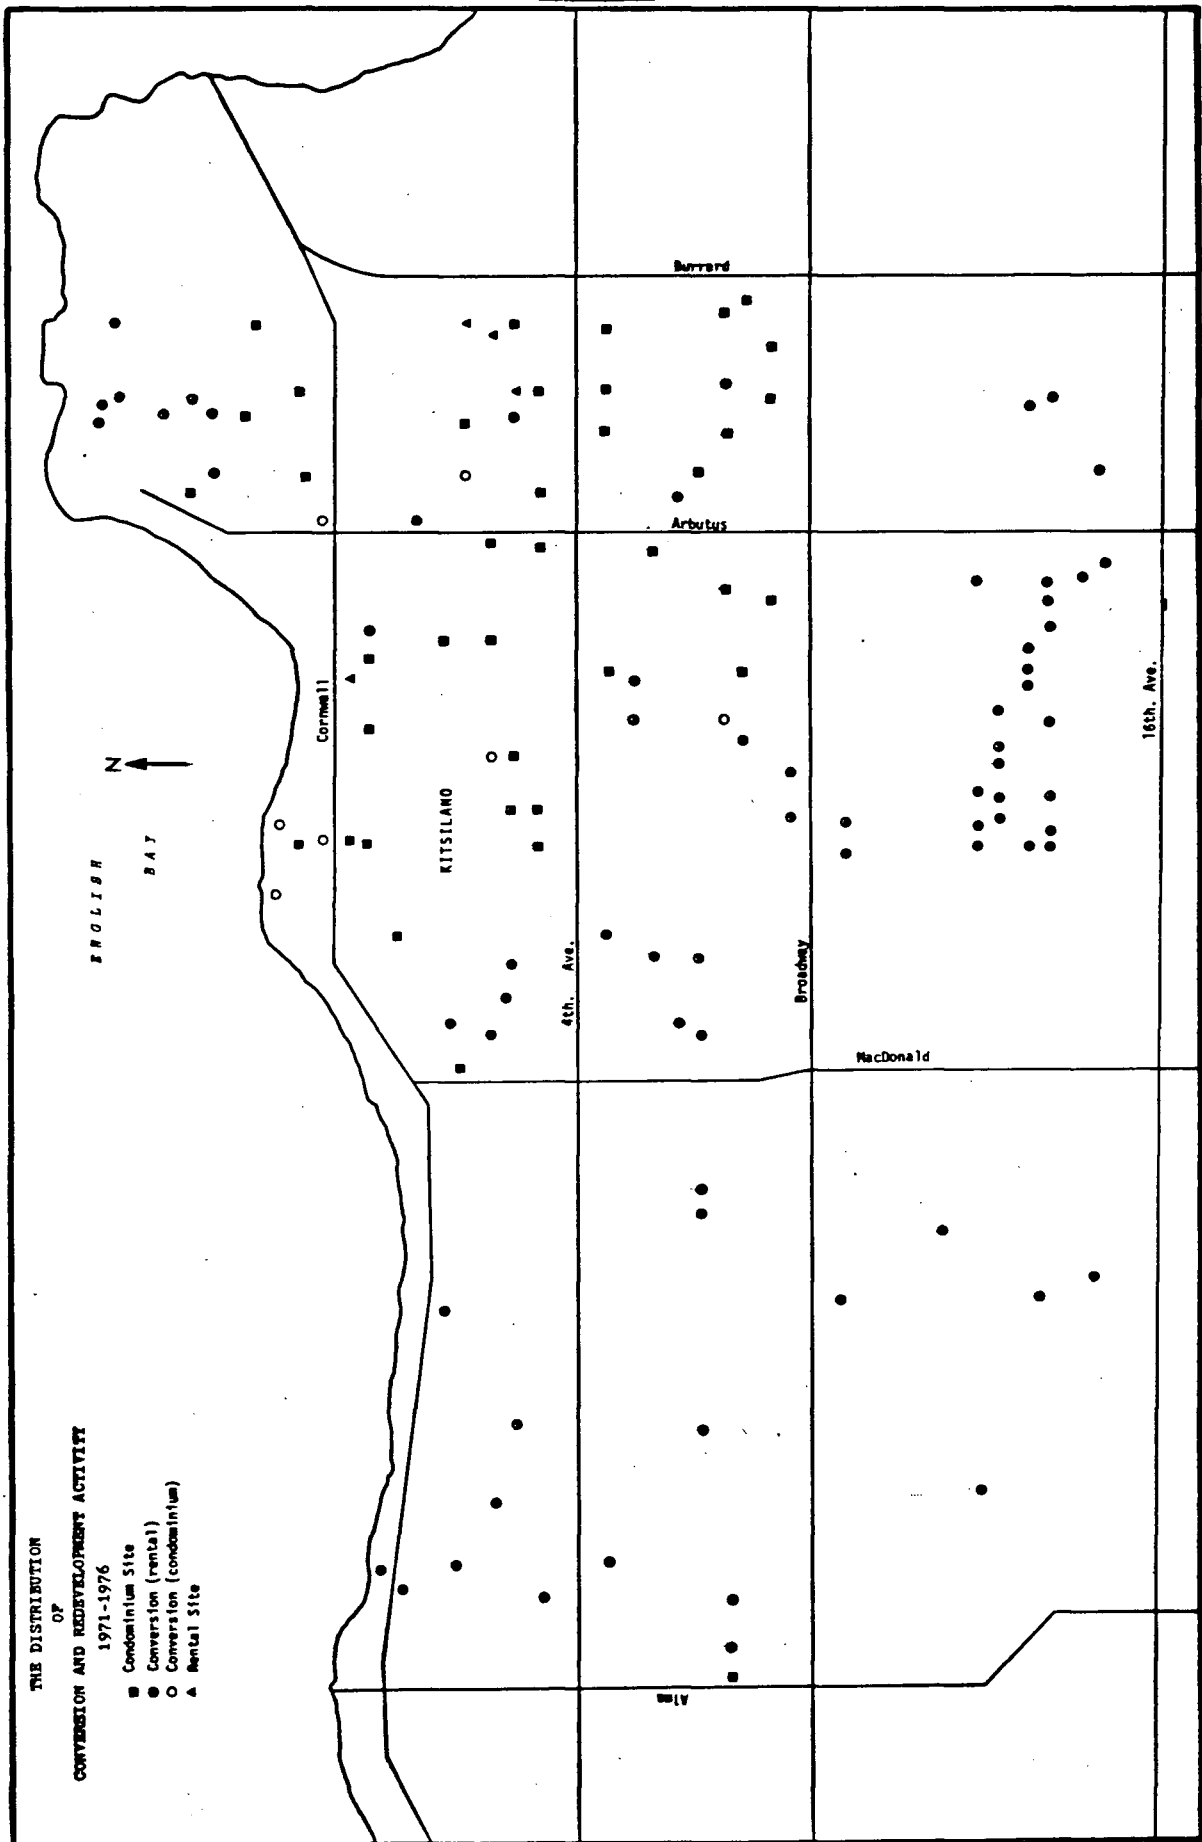 THE DISTRIBUTION
OF
CONVERSION AND REDEVELOPMENT ACTIVITY
1971-1976
Condominium Site
Conversion (rental)
Conversion (condominium)
Rental Site
ENGLISH
BAY
N
Cornwall
KITSILANO
4th. Ave.
Broadway
16th. Ave.
Burrard
Arbutus
MacDonald
Alma